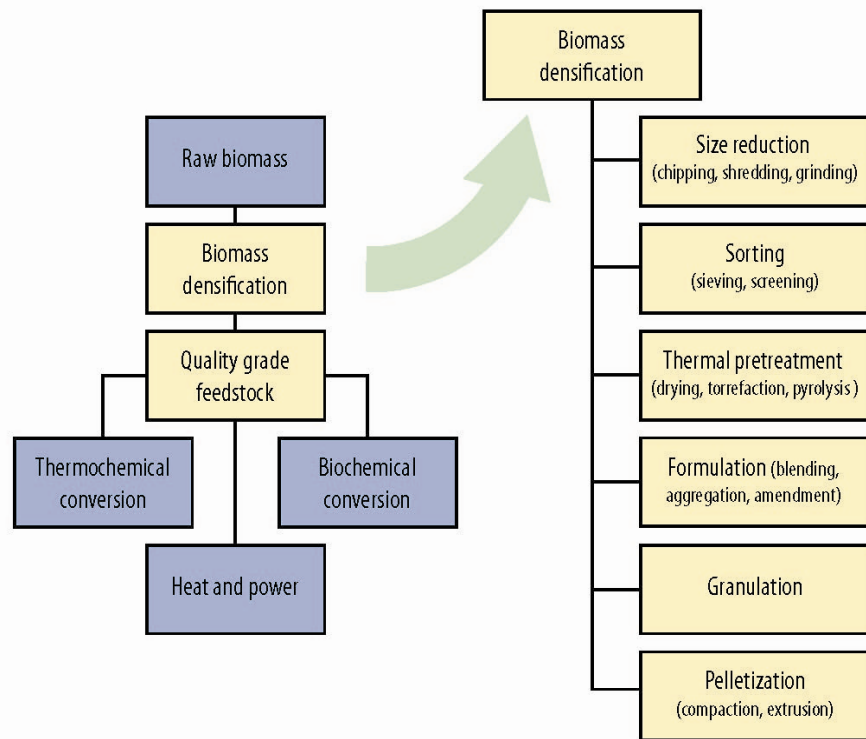 Raw biomass
Biomass
densification
Quality grade
feedstock
Thermochemical
conversion
Biochemical
conversion
Heat and power
Biomass
densification
Size reduction
(chipping, shredding, grinding)
Sorting
(sieving, screening)
Thermal pretreatment
(drying, torrefaction, pyrolysis )
Formulation (blending,
aggregation, amendment)
Granulation
Pelletization
(compaction, extrusion)